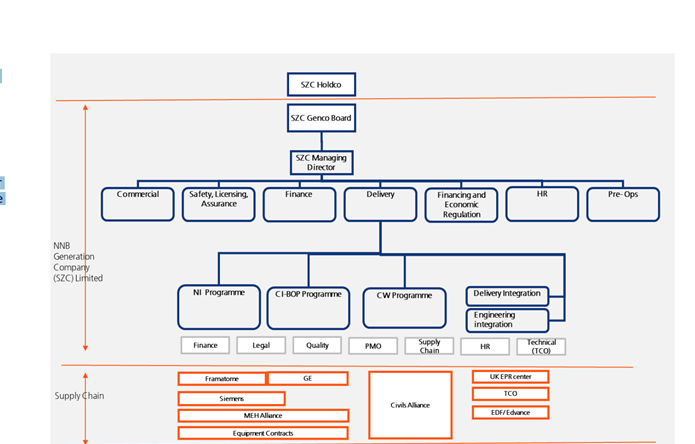 SZC Holdco
SZC Genco Board
SZC Managing
Director
Commercial
Safety, Licensing,
Assurance
Finance
Delivery
Financing and
Economic
Regulation
HR
Pre-Ops
NNB
Generation
Company
(SZC) Limited
NI Programme
CI-BOP Programme
CW Programme
Delivery Integration
Engineering
integration
Finance
Legal
Quality
PMO
Supply
Chain
HR
Technical
(TCO)
Supply Chain
Framatome
GE
Siemens
MEH Alliance
Equipment Contracts
Civils Alliance
UK EPR center
TCO
EDF/Edvance